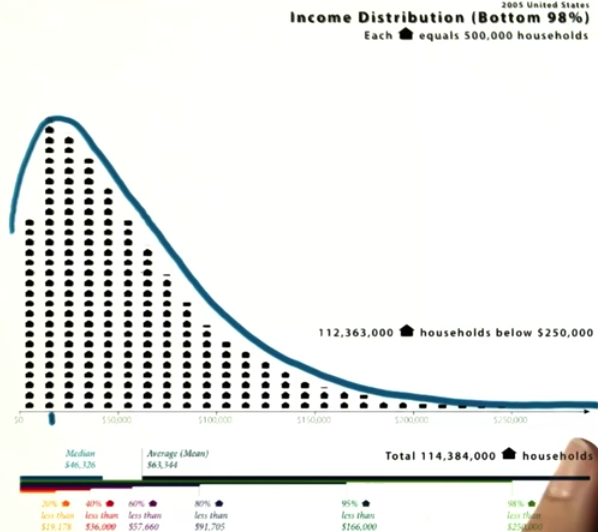 2005 United States
Income Distribution (Bottom 98%)
Each equals 500,000 households
112,363,000 households below $250,000
$0 $50,000 $100,000 $150,000 $200,000 $250,000
Median
$46,326
Average (Mean)
$63,344
Total 114,384,000 households
20% 40% 60% 80% 95% 98%
less than less than less than less than less than less than
$19,178 $36,000 $57,660 $91,705 $166,000 $250,000